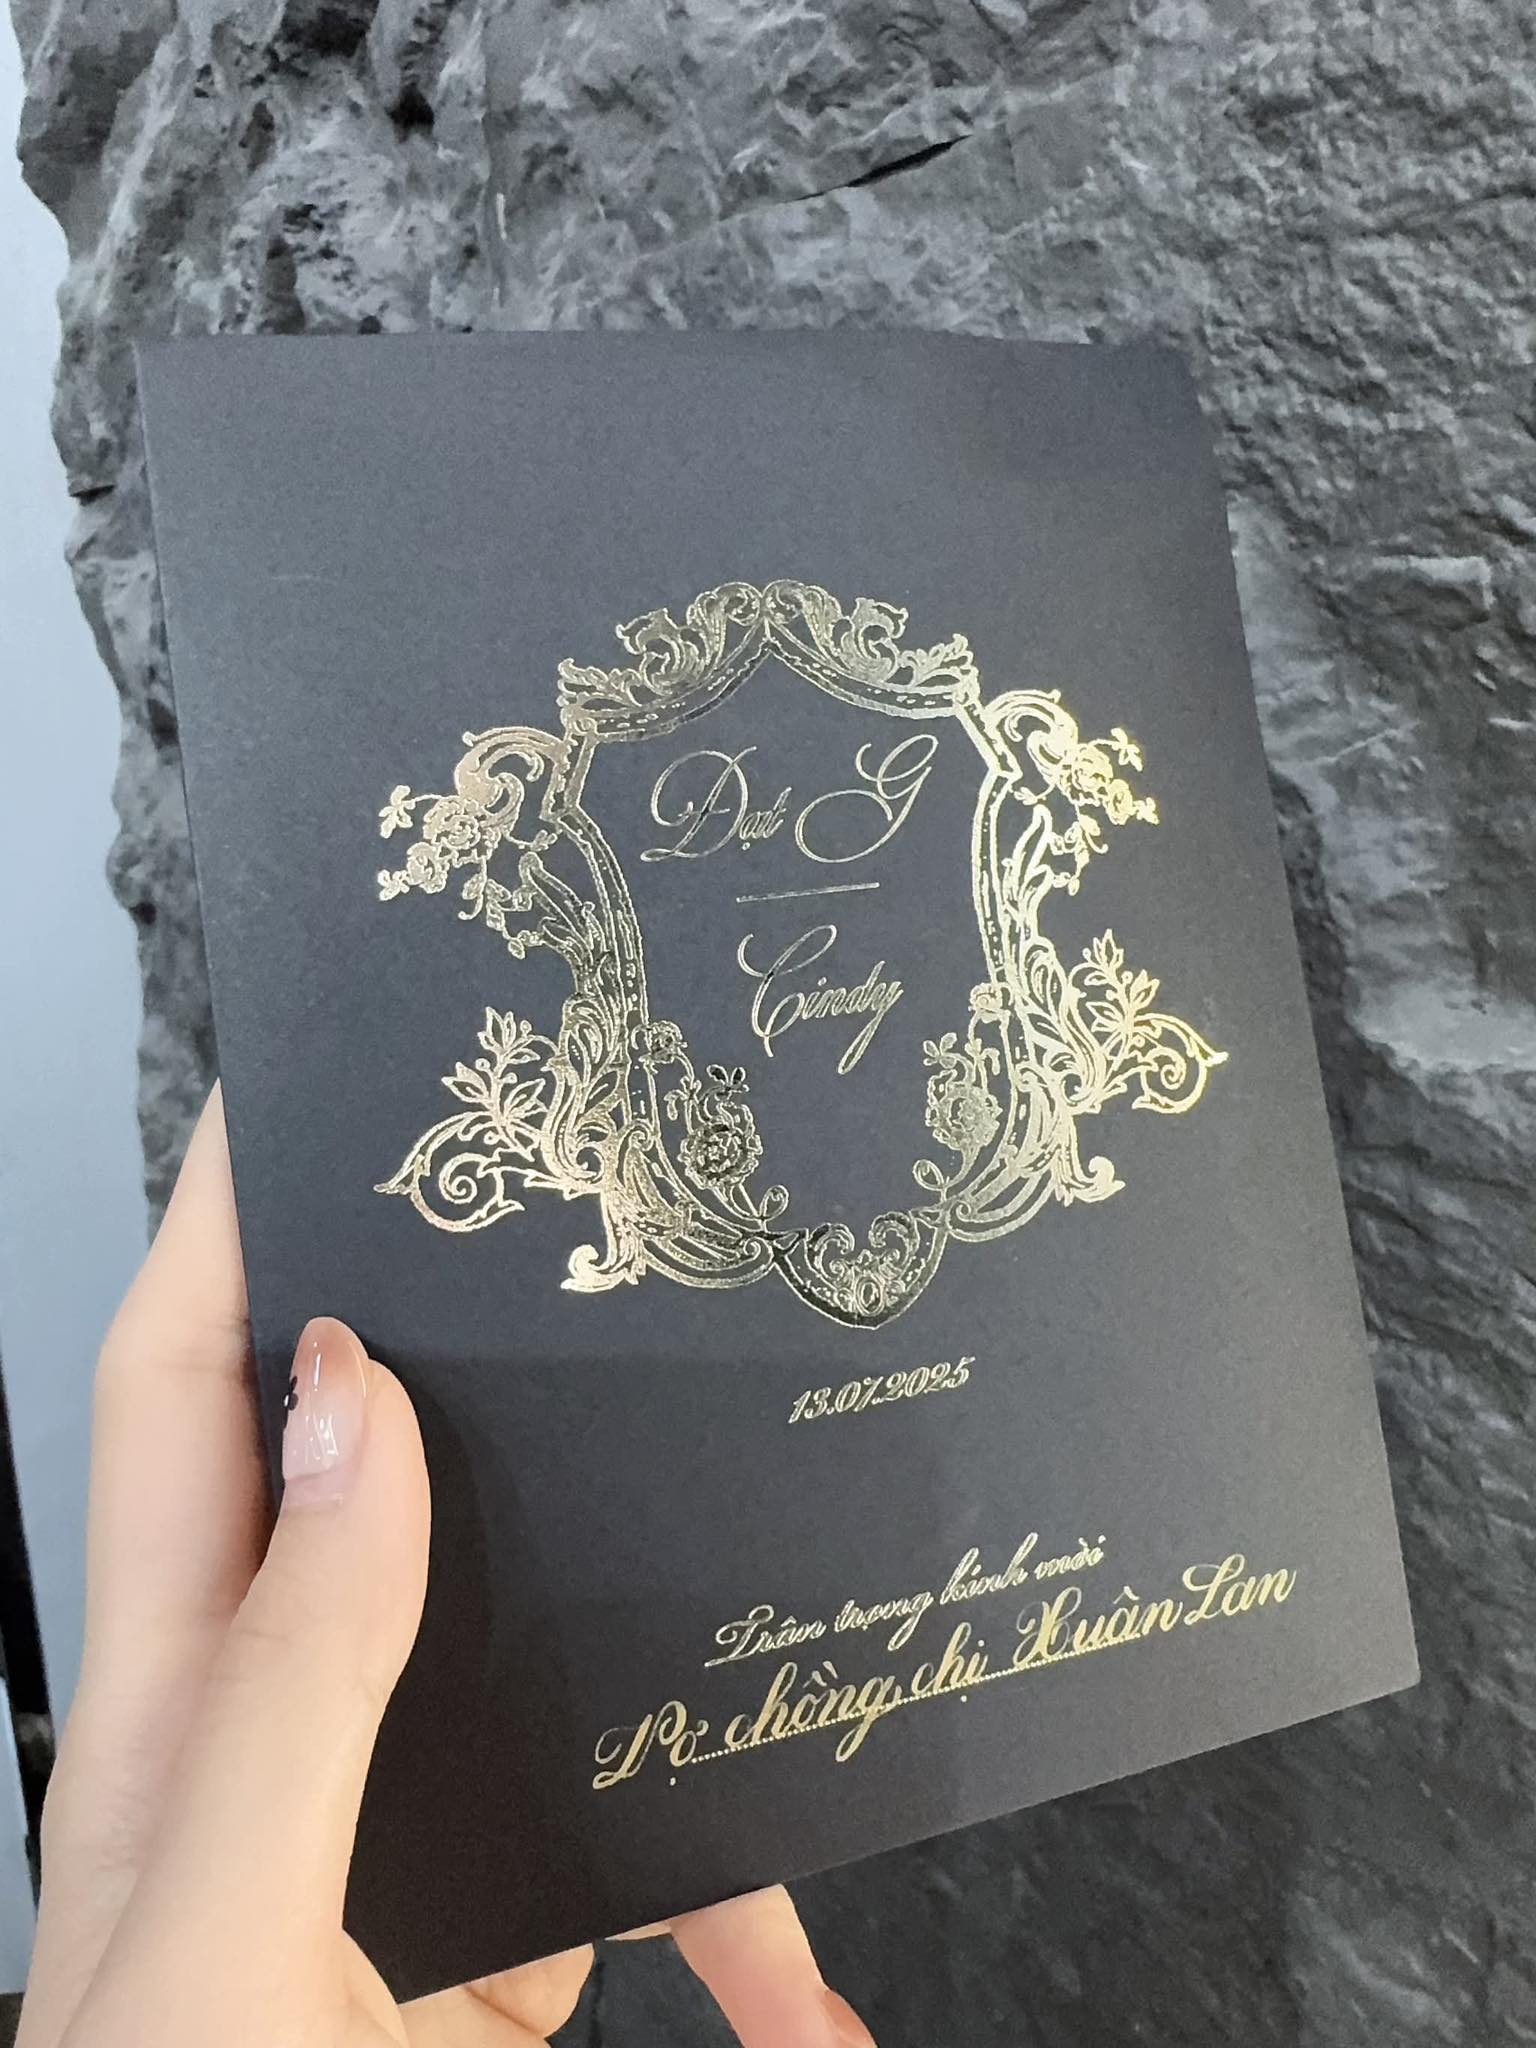 Đạt G
Cindy
13.07.2025
Trân trọng kính mời
Vợ chồng chị Xuân Lan